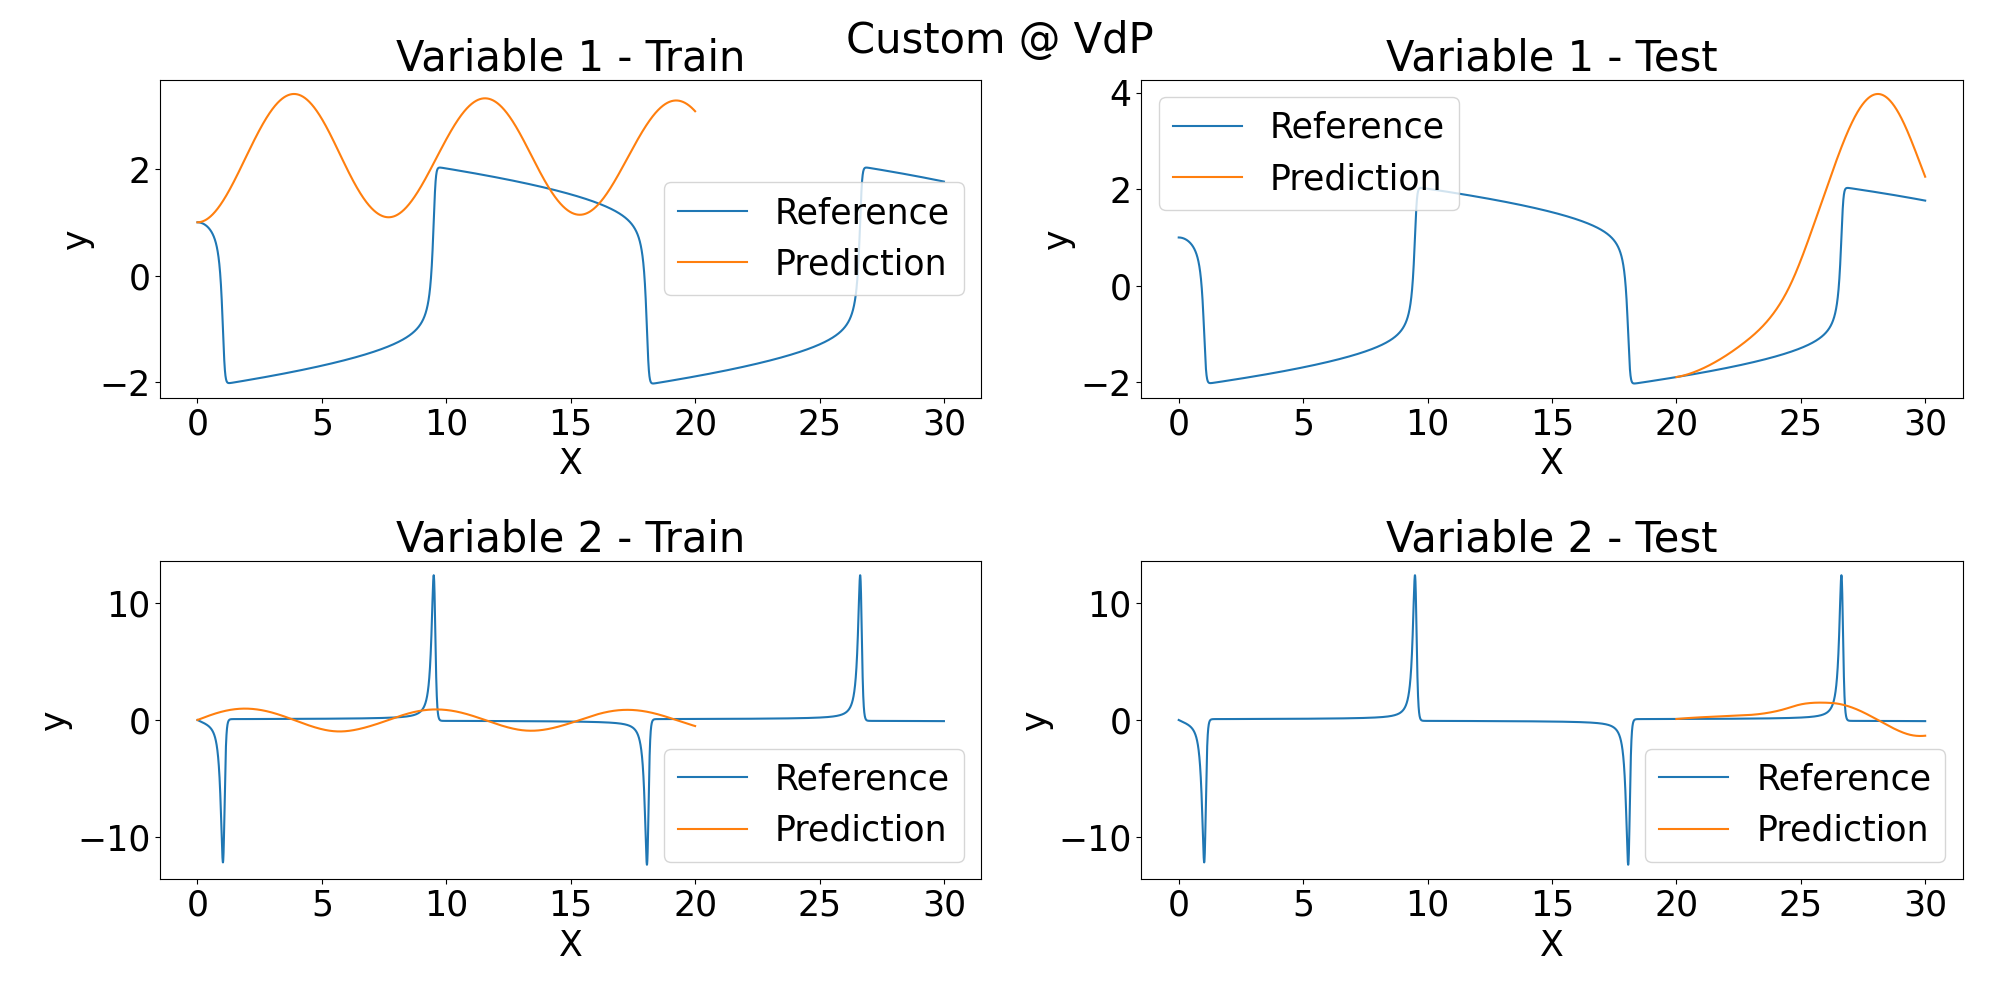 Custom @ VdP
Variable 1 - Train
y
2
0
−2
0 5 10 15 20 25 30
X
Reference
Prediction
Variable 1 - Test
y
4
2
0
−2
0 5 10 15 20 25 30
X
Reference
Prediction
Variable 2 - Train
y
10
0
−10
0 5 10 15 20 25 30
X
Reference
Prediction
Variable 2 - Test
y
10
0
−10
0 5 10 15 20 25 30
X
Reference
Prediction